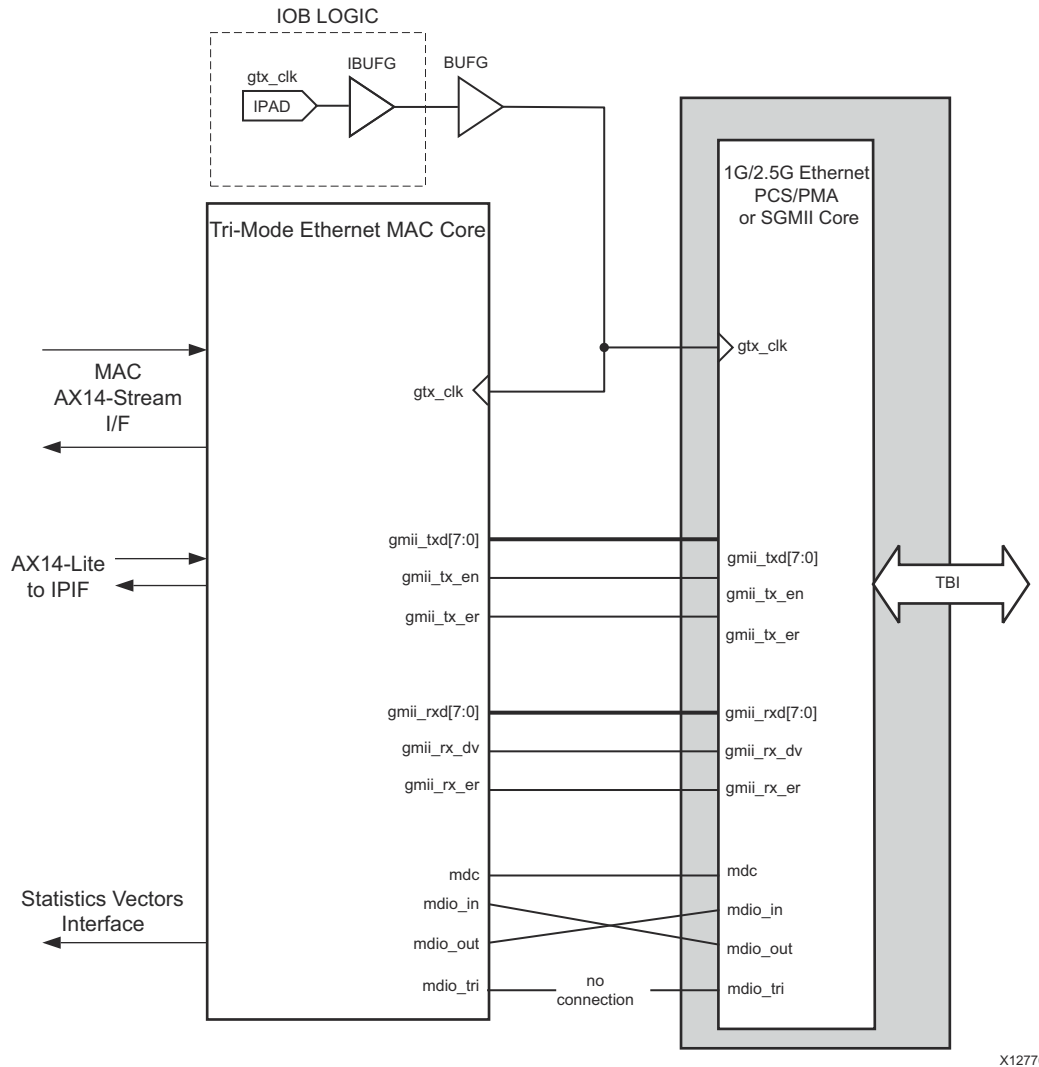 IOB LOGIC
gtx_clk
IBUFG
BUFG
IPAD
1G/2.5G Ethernet
PCS/PMA
or SGMII Core
Tri-Mode Ethernet MAC Core
gtx_clk
MAC
AX14-Stream
I/F
gtx_clk
gmii_txd[7:0]
gmii_txd[7:0]
AX14-Lite
to IPIF
gmii_tx_en
gmii_tx_en
TBI
gmii_tx_er
gmii_tx_er
gmii_rxd[7:0]
gmii_rxd[7:0]
gmii_rx_dv
gmii_rx_dv
gmii_rx_er
gmii_rx_er
mdc
mdc
Statistics Vectors
Interface
mdio_in
mdio_in
mdio_out
mdio_out
mdio_tri
no
connection
mdio_tri